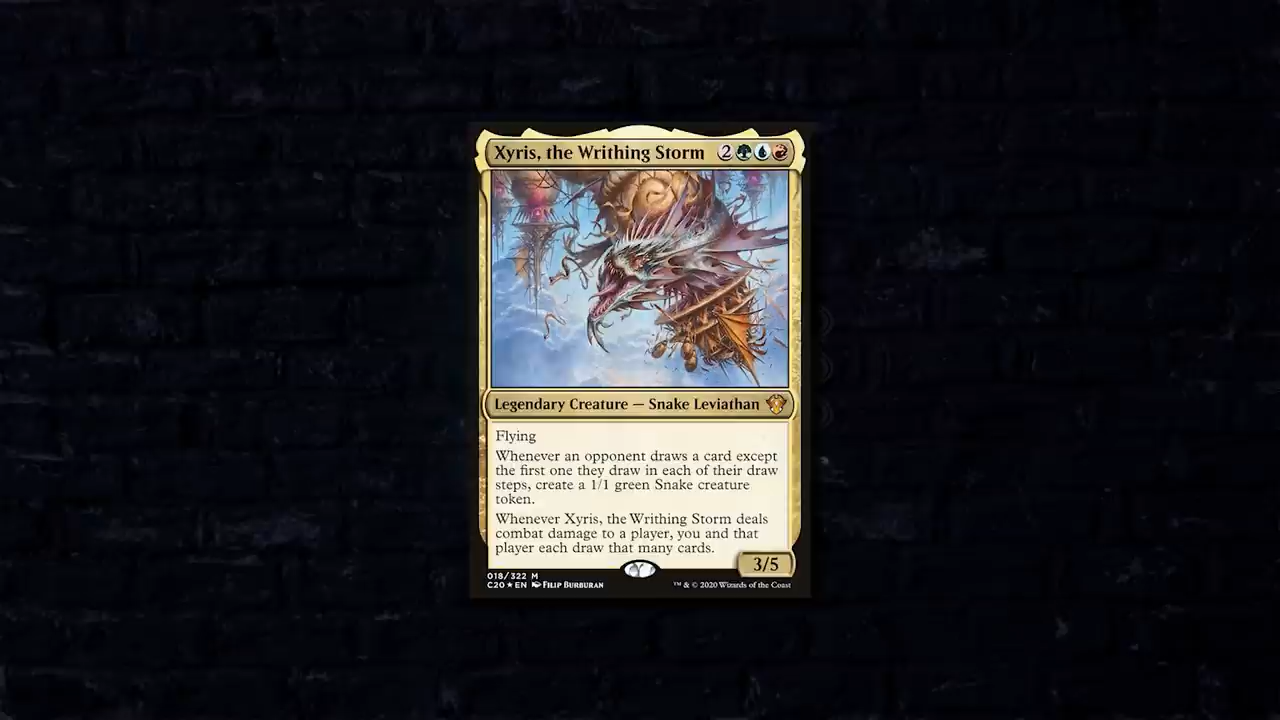 Xyris, the Writhing Storm 2
Legendary Creature — Snake Leviathan
Flying
Whenever an opponent draws a card except
the first one they draw in each of their draw
steps, create a 1/1 green Snake creature
token.
Whenever Xyris, the Writhing Storm deals
combat damage to a player, you and that
player each draw that many cards.
3/5
018/322 M
C20 ★ EN Filip Burburan
™ & © 2020 Wizards of the Coast